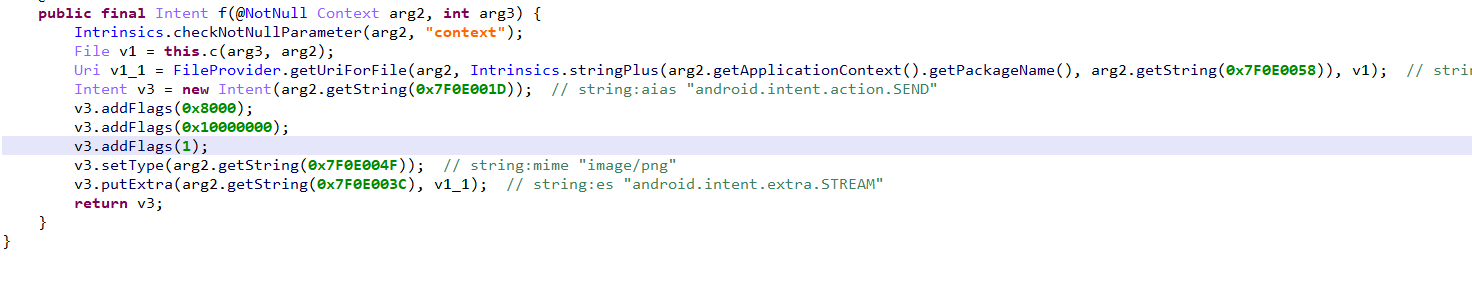 public final Intent f(@NotNull Context arg2, int arg3) {
Intrinsics.checkNotNullParameter(arg2, "context");
File v1 = this.c(arg3, arg2);
Uri v1_1 = FileProvider.getUriForFile(arg2, Intrinsics.stringPlus(arg2.getApplicationContext().getPackageName(), arg2.getString(0x7F0E0058)), v1);  // stri
Intent v3 = new Intent(arg2.getString(0x7F0E001D));  // string:aias "android.intent.action.SEND"
v3.addFlags(0x8000);
v3.addFlags(0x10000000);
v3.addFlags(1);
v3.setType(arg2.getString(0x7F0E004F));  // string:mime "image/png"
v3.putExtra(arg2.getString(0x7F0E003C), v1_1);  // string:es "android.intent.extra.STREAM"
return v3;
}
}